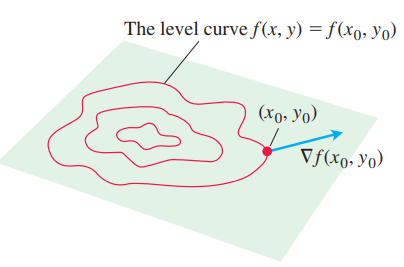 The level curve f(x, y) = f(x₀, y₀)
(x₀, y₀)
∇f(x₀, y₀)